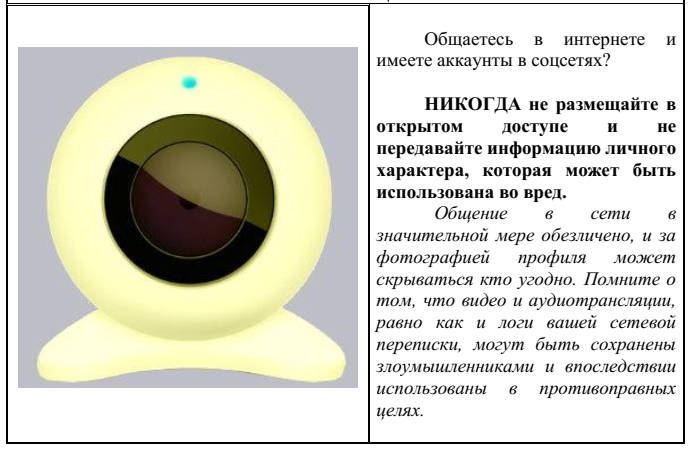 Общаетесь в интернете и
имеете аккаунты в соцсетях?
НИКОГДА не размещайте в
открытом доступе и не
передавайте информацию личного
характера, которая может быть
использована во вред.
Общение в сети в
значительной мере обезличено, и за
фотографией профиля может
скрываться кто угодно. Помните о
том, что видео и аудиотрансляции,
равно как и логи вашей сетевой
переписки, могут быть сохранены
злоумышленниками и впоследствии
использованы в противоправных
целях.